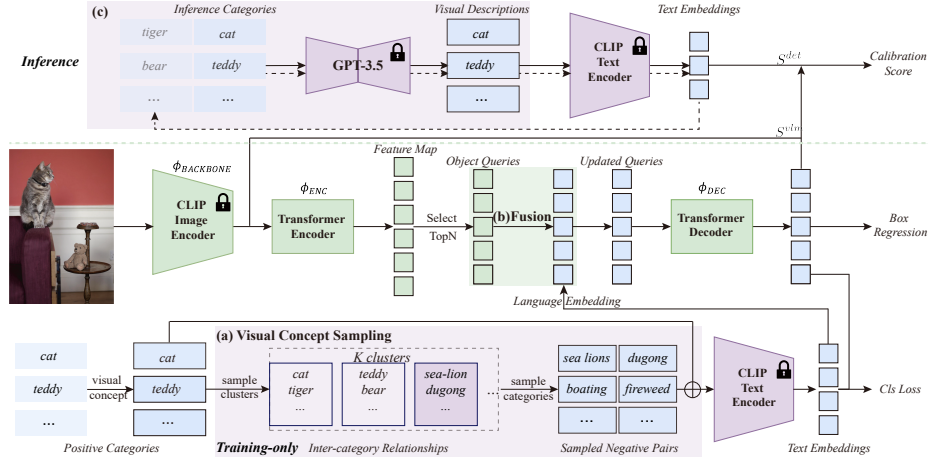 (c)
Inference Categories
Visual Descriptions
Text Embeddings
Inference
tiger
cat
bear
teddy
...
...
GPT-3.5
cat
teddy
...
CLIP
Text
Encoder
S^det
Calibration
Score
S^vlm
ϕ_BACKBONE
CLIP
Image
Encoder
ϕ_ENC
Transformer
Encoder
Feature Map
Select
TopN
Object Queries
(b)Fusion
Language Embedding
Updated Queries
ϕ_DEC
Transformer
Decoder
Box
Regression
(a) Visual Concept Sampling
cat
teddy
...
Positive Categories
visual
concept
cat
teddy
...
sample
clusters
K clusters
cat
tiger
...
teddy
bear
...
sea-lion
dugong
...
...
Training-only
Inter-category Relationships
sample
categories
sea lions
dugong
boating
fireweed
...
...
Sampled Negative Pairs
CLIP
Text
Encoder
Text Embeddings
Cls Loss